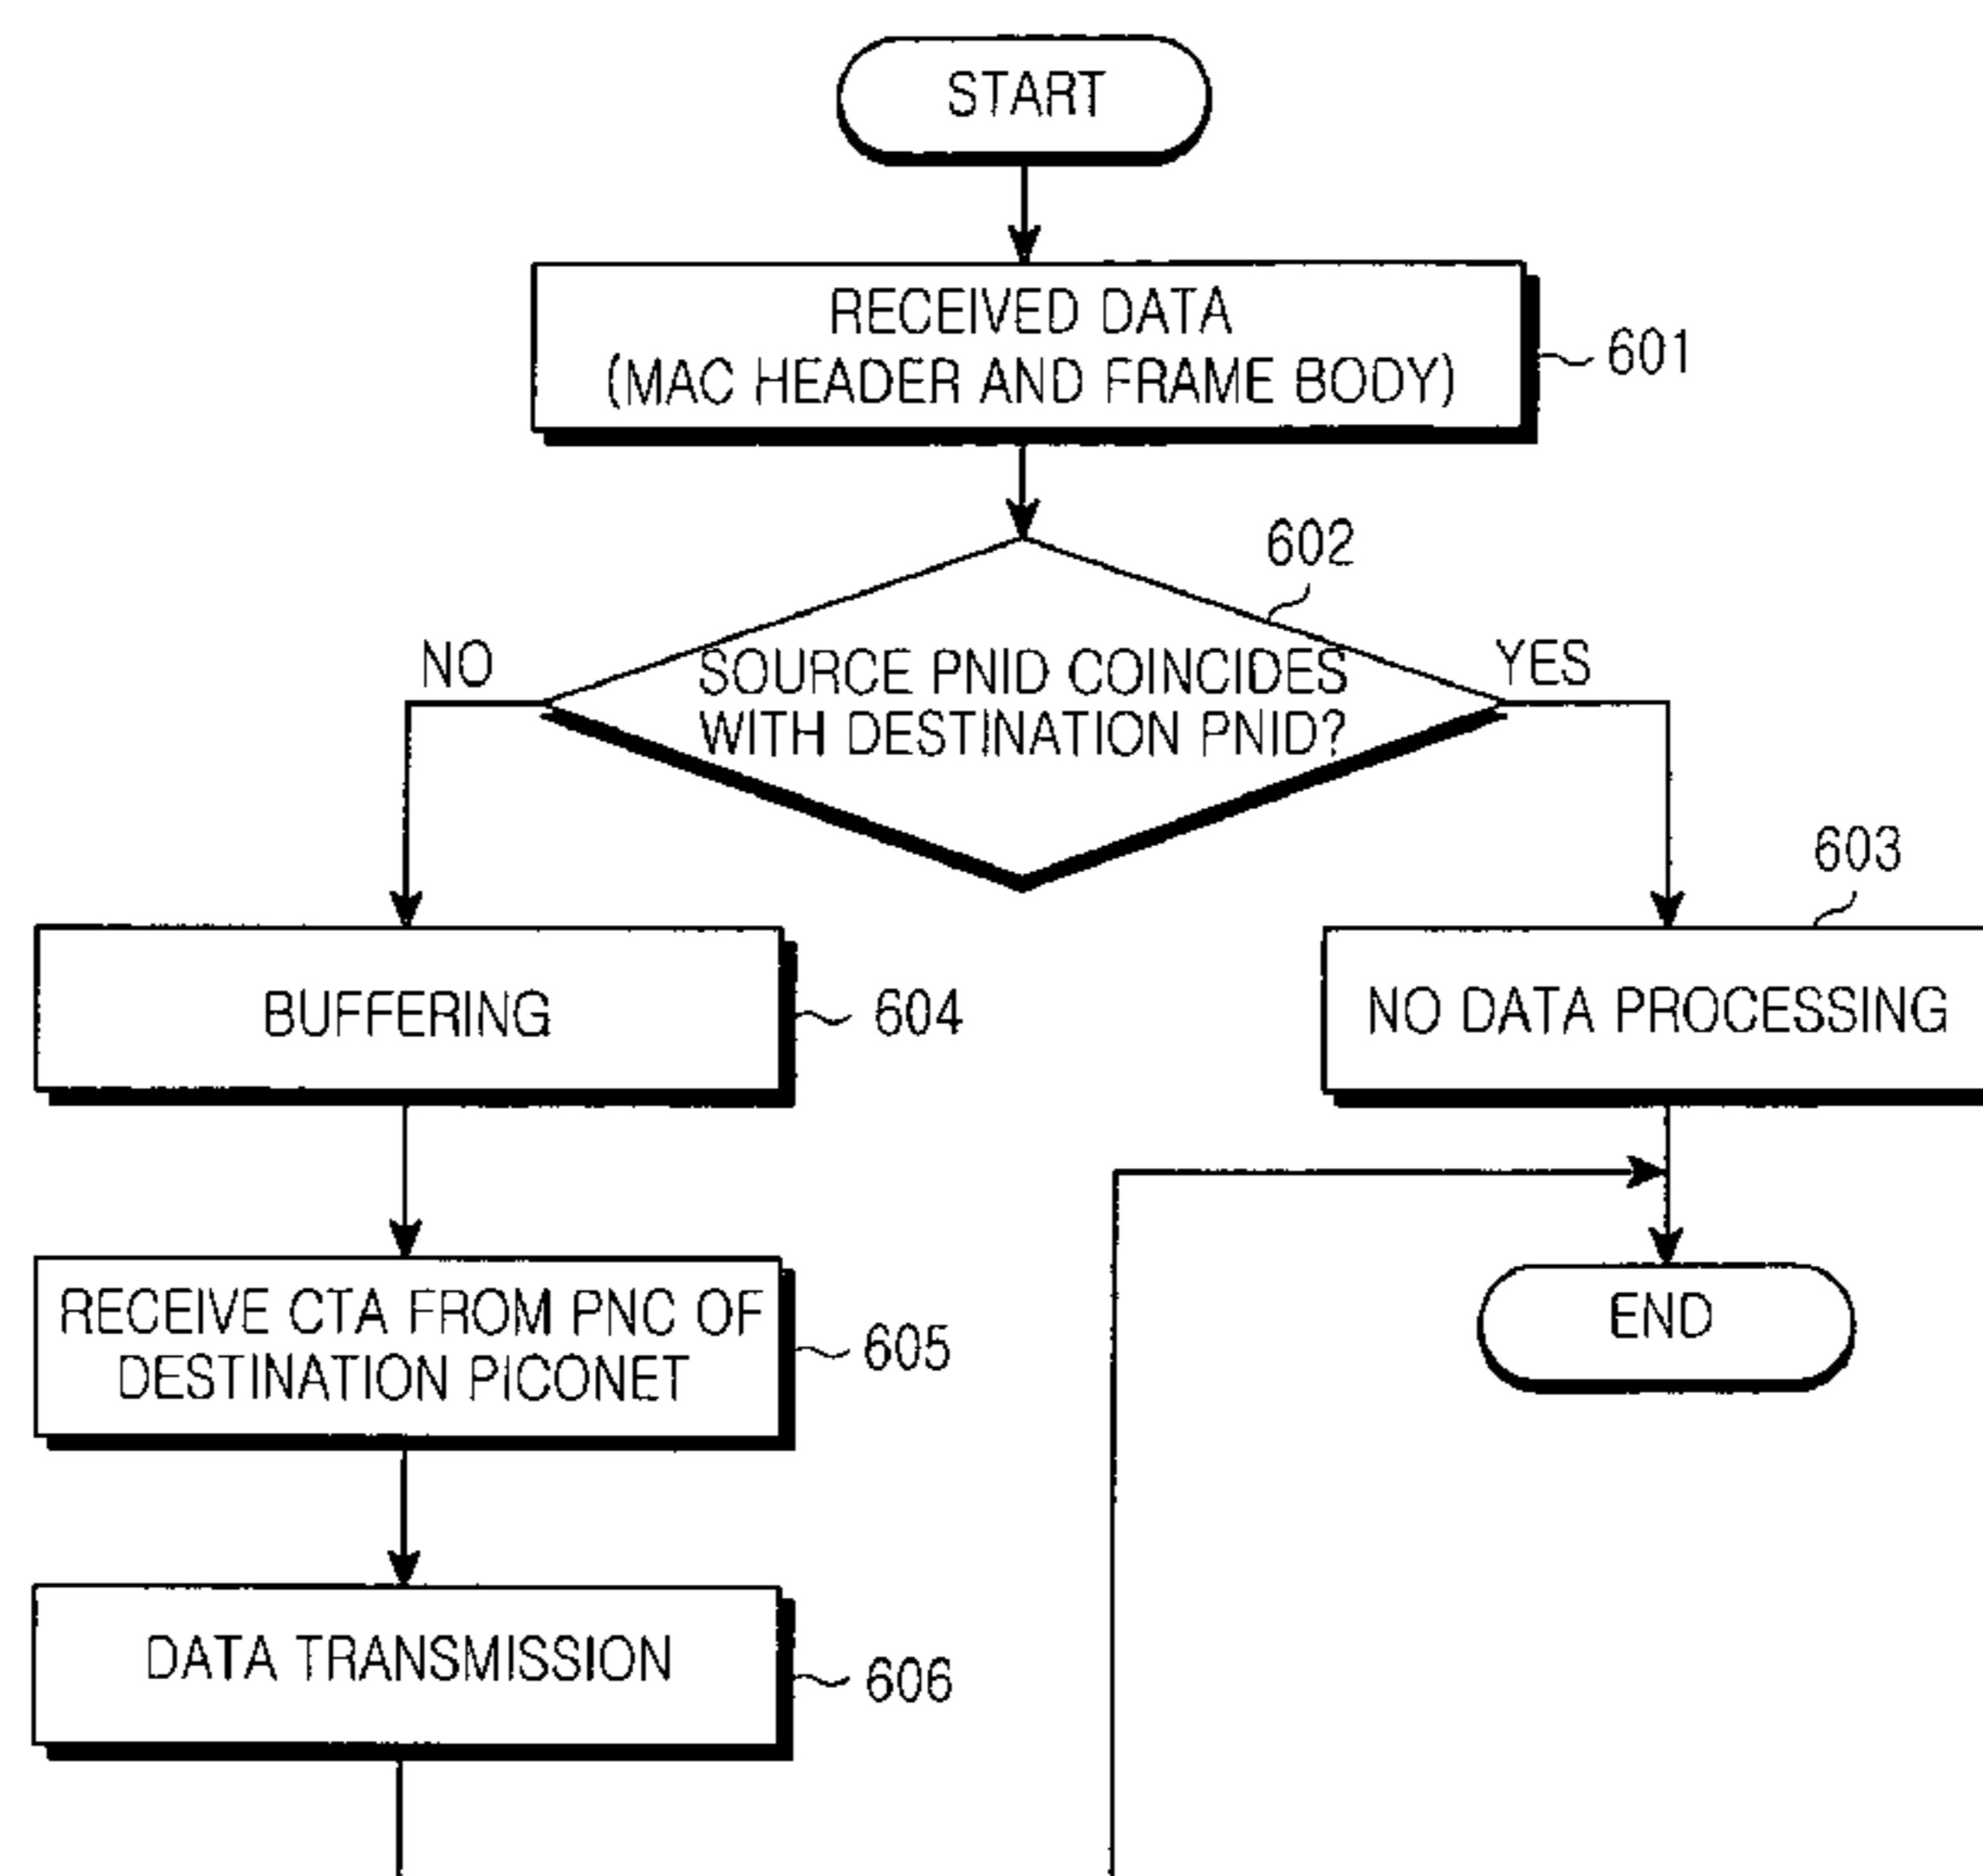 START
RECEIVED DATA
(MAC HEADER AND FRAME BODY)
601
602
NO
SOURCE PNID COINCIDES
WITH DESTINATION PNID?
YES
603
BUFFERING
604
NO DATA PROCESSING
RECEIVE CTA FROM PNC OF
DESTINATION PICONET
605
END
DATA TRANSMISSION
606